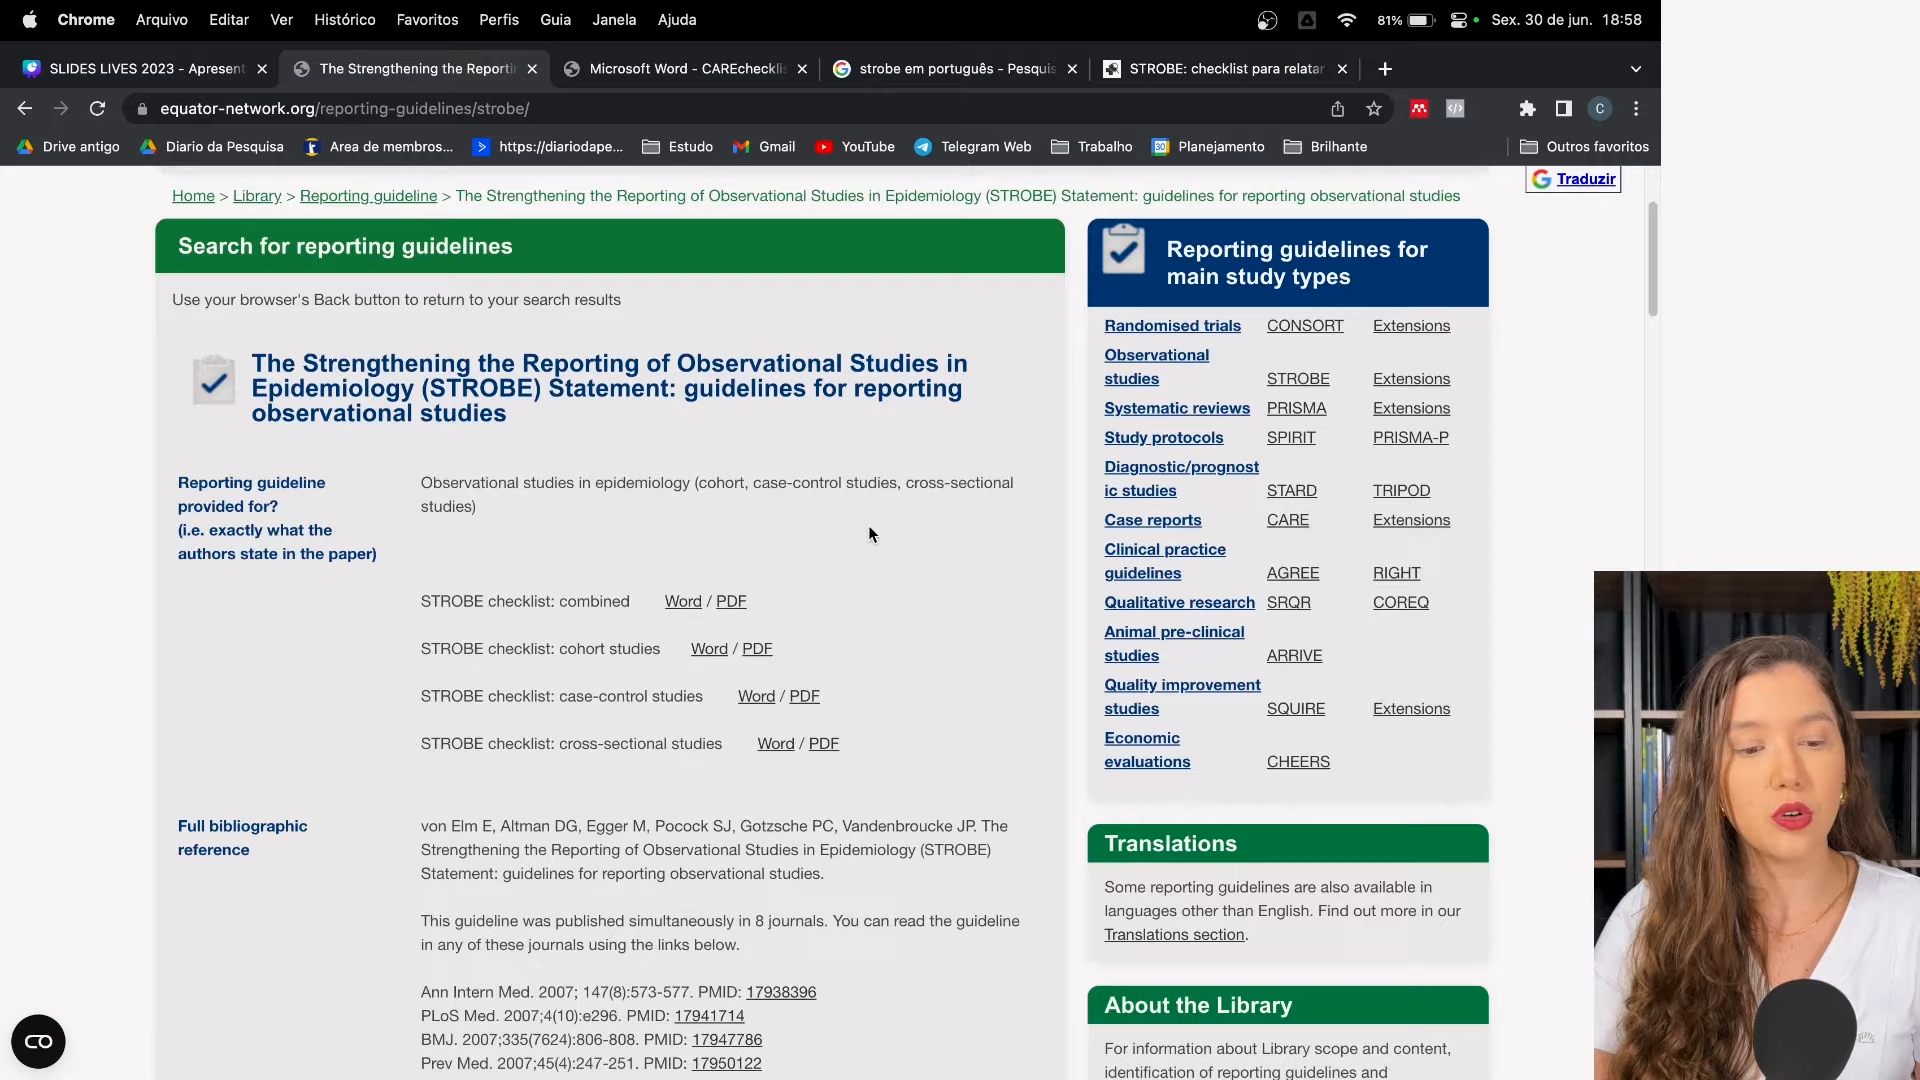 Chrome Arquivo Editar Ver Histórico Favoritos Perfis Guia Janela Ajuda
81% Sex. 30 de jun. 18:58
SLIDES LIVES 2023 - Apresent
The Strengthening the Reporti
Microsoft Word - CAREcheckli
strobe em português - Pesquis
STROBE: checklist para relatar
equator-network.org/reporting-guidelines/strobe/
C
Drive antigo Diario da Pesquisa Area de membros... https://diariodape... Estudo Gmail YouTube Telegram Web Trabalho Planejamento Brilhante Outros favoritos
Traduzir
Home > Library > Reporting guideline > The Strengthening the Reporting of Observational Studies in Epidemiology (STROBE) Statement: guidelines for reporting observational studies
Search for reporting guidelines
Use your browser's Back button to return to your search results
The Strengthening the Reporting of Observational Studies in
Epidemiology (STROBE) Statement: guidelines for reporting
observational studies
Reporting guideline
provided for?
(i.e. exactly what the
authors state in the paper)
Observational studies in epidemiology (cohort, case-control studies, cross-sectional
studies)
STROBE checklist: combined Word / PDF
STROBE checklist: cohort studies Word / PDF
STROBE checklist: case-control studies Word / PDF
STROBE checklist: cross-sectional studies Word / PDF
Full bibliographic
reference
von Elm E, Altman DG, Egger M, Pocock SJ, Gotzsche PC, Vandenbroucke JP. The
Strengthening the Reporting of Observational Studies in Epidemiology (STROBE)
Statement: guidelines for reporting observational studies.
This guideline was published simultaneously in 8 journals. You can read the guideline
in any of these journals using the links below.
Ann Intern Med. 2007; 147(8):573-577. PMID: 17938396
PLoS Med. 2007;4(10):e296. PMID: 17941714
BMJ. 2007;335(7624):806-808. PMID: 17947786
Prev Med. 2007;45(4):247-251. PMID: 17950122
Reporting guidelines for
main study types
Randomised trials CONSORT Extensions
Observational
studies STROBE Extensions
Systematic reviews PRISMA Extensions
Study protocols SPIRIT PRISMA-P
Diagnostic/prognost
ic studies STARD TRIPOD
Case reports CARE Extensions
Clinical practice
guidelines AGREE RIGHT
Qualitative research SRQR COREQ
Animal pre-clinical
studies ARRIVE
Quality improvement
studies SQUIRE Extensions
Economic
evaluations CHEERS
Translations
Some reporting guidelines are also available in
languages other than English. Find out more in our
Translations section.
About the Library
For information about Library scope and content,
identification of reporting guidelines and